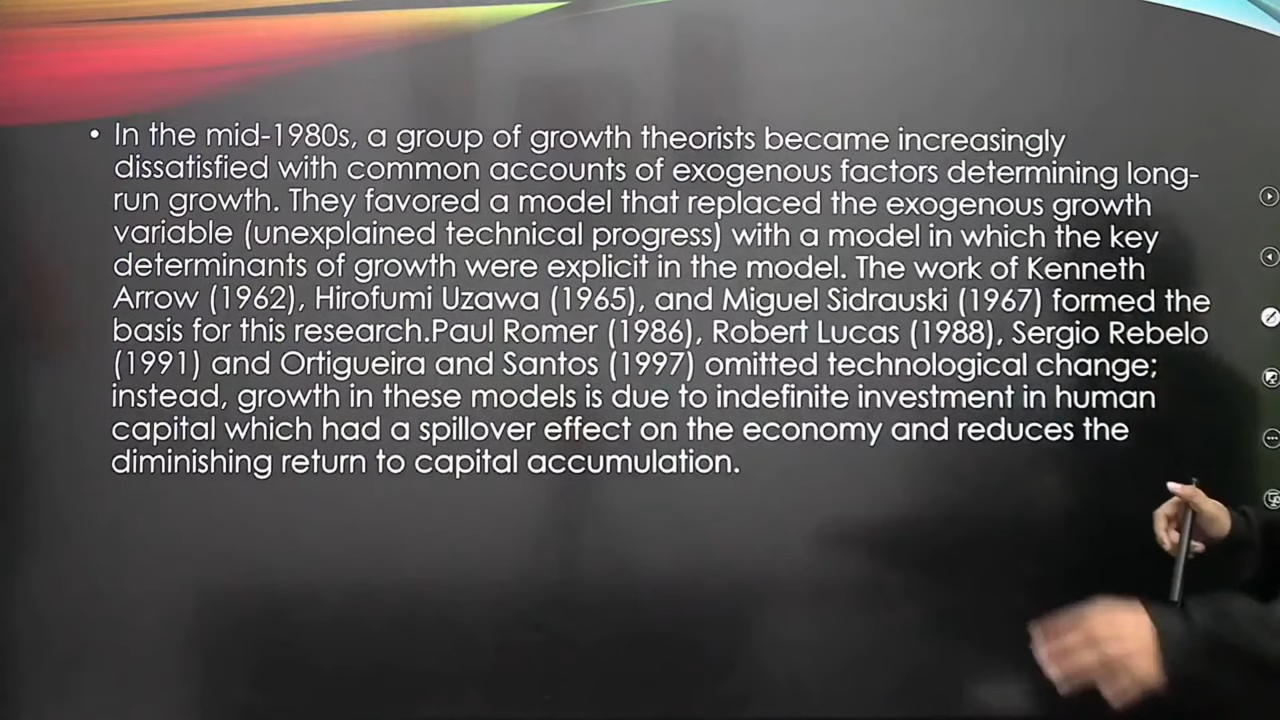 • In the mid-1980s, a group of growth theorists became increasingly
dissatisfied with common accounts of exogenous factors determining long-
run growth. They favored a model that replaced the exogenous growth
variable (unexplained technical progress) with a model in which the key
determinants of growth were explicit in the model. The work of Kenneth
Arrow (1962), Hirofumi Uzawa (1965), and Miguel Sidrauski (1967) formed the
basis for this research.Paul Romer (1986), Robert Lucas (1988), Sergio Rebelo
(1991) and Ortigueira and Santos (1997) omitted technological change;
instead, growth in these models is due to indefinite investment in human
capital which had a spillover effect on the economy and reduces the
diminishing return to capital accumulation.